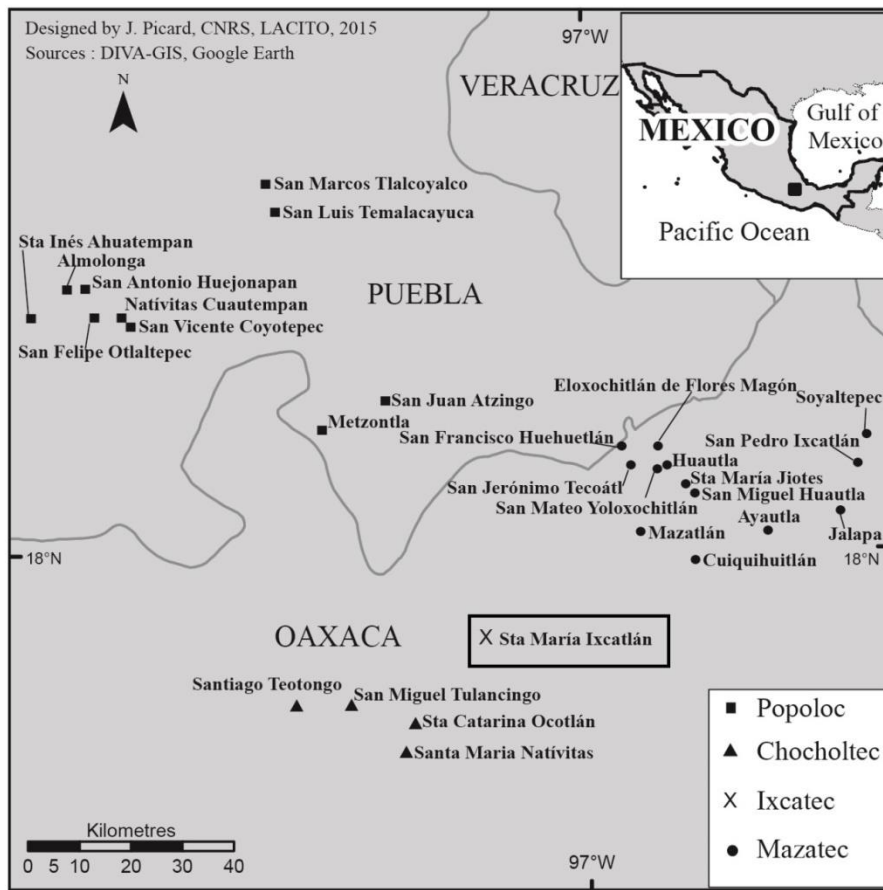 Designed by J. Picard, CNRS, LACITO, 2015
Sources : DIVA-GIS, Google Earth
97°W
N
VERACRUZ
Gulf of
Mexico
MEXICO
Pacific Ocean
San Marcos Tlalcoyalco
San Luis Temalacayuca
Sta Inés Ahuatempan
Almolonga
San Antonio Huejonapan
Natívitas Cuautempan
San Vicente Coyotepec
San Felipe Otlaltepec
PUEBLA
San Juan Atzingo
Metzontla
Eloxochitlán de Flores Magón
Soyaltepec
San Francisco Huehuetlán
San Pedro Ixcatlán
Huautla
San Jerónimo Tecoátl
Sta María Jiotes
San Miguel Huautla
San Mateo Yoloxochitlán
Ayautla
Mazatlán
Jalapa
18°N
18°N
Cuiquihuitlán
OAXACA
X Sta María Ixcatlán
Santiago Teotongo
San Miguel Tulancingo
Sta Catarina Ocotlán
Santa Maria Natívitas
Popoloc
Chocholtec
X Ixcatec
Mazatec
Kilometres
0 5 10 20 30 40
97°W